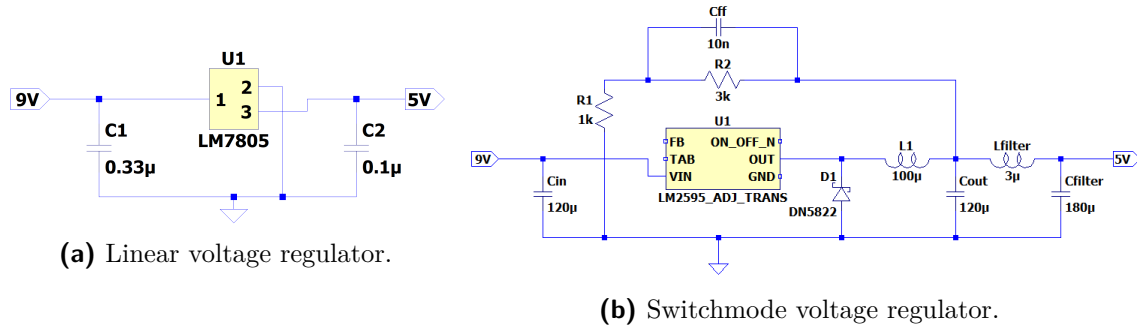 U1
9V
1
2
3
5V
C1
LM7805
C2
0.33µ
0.1µ
(a) Linear voltage regulator.
Cff
10n
R2
3k
R1
1k
U1
FB
ON_OFF_N
TAB
OUT
VIN
GND
LM2595_ADJ_TRANS
9V
L1
100µ
Lfilter
3µ
5V
Cin
120µ
D1
DN5822
Cout
120µ
Cfilter
180µ
(b) Switchmode voltage regulator.